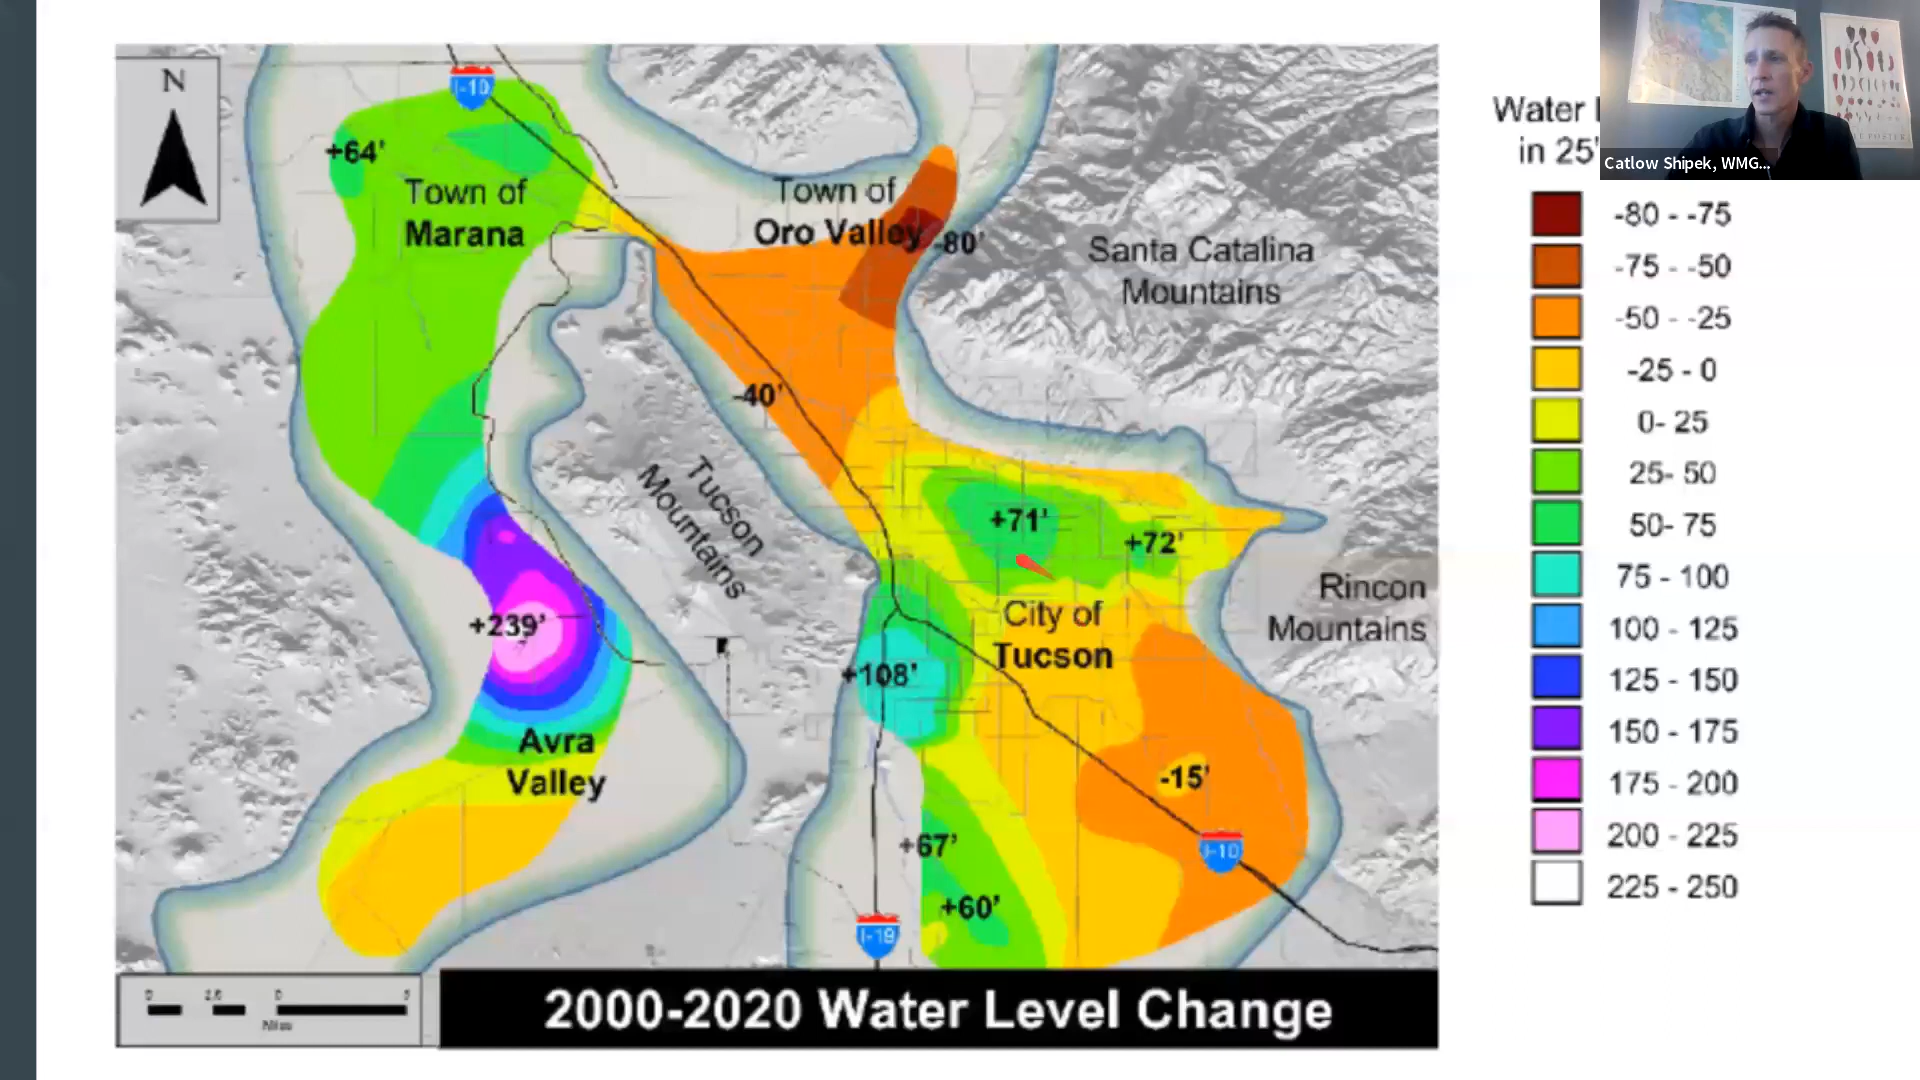 N
I-10
+64'
Town of
Marana
Town of
Oro Valley
-80'
Santa Catalina
Mountains
-40'
Tucson
Mountains
+71'
+72'
Rincon
Mountains
City of
Tucson
+239'
+108'
Avra
Valley
-15'
+67'
I-10
+60'
I-19
0
0
Miles
2000-2020 Water Level Change
Water
in 25'
-80 - -75
-75 - -50
-50 - -25
-25 - 0
0- 25
25- 50
50- 75
75 - 100
100 - 125
125 - 150
150 - 175
175 - 200
200 - 225
225 - 250
Catlow Shipek, WMG...